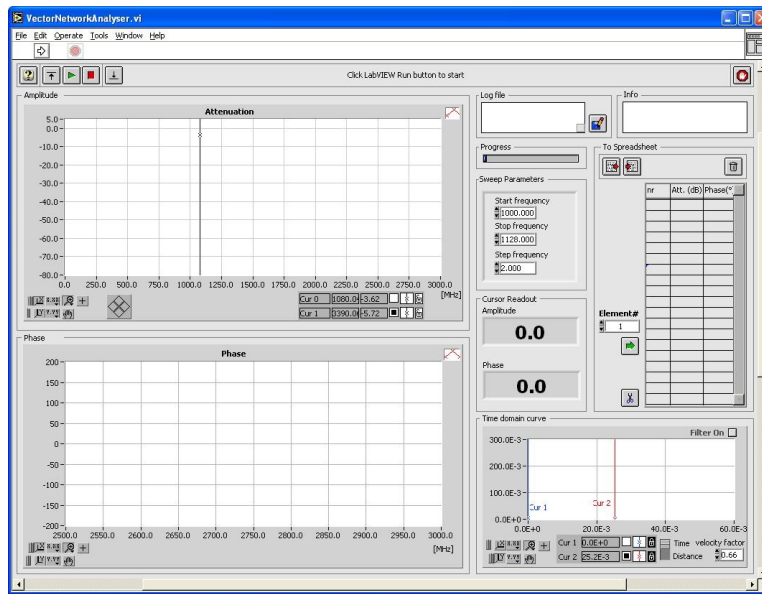 VectorNetworkAnalyser.vi
File Edit Operate Tools Window Help
Click LabVIEW Run button to start
Amplitude
Attenuation
5.0
0.0
-10.0
-20.0
-30.0
-40.0
-50.0
-60.0
-70.0
-80.0
0.0 250.0 500.0 750.0 1000.0 1250.0 1500.0 1750.0 2000.0 2250.0 2500.0 2750.0 3000.0
[MHz]
Cur 0 1080.0 -3.62
Cur 1 3390.0 -5.72
Phase
Phase
200
150
100
50
0
-50
-100
-150
-200
2500.0 2550.0 2600.0 2650.0 2700.0 2750.0 2800.0 2850.0 2900.0 2950.0 3000.0
[MHz]
Log file
Info
Progress
Sweep Parameters
Start frequency
1000.000
Stop frequency
1128.000
Step frequency
2.000
Cursor Readout
Amplitude
0.0
Phase
0.0
To Spreadsheet
nr Att. (dB) Phase(°
Element#
1
Time domain curve
Filter On
300.0E-3
200.0E-3
100.0E-3
0.0E+0
Cur 1 Cur 2
0.0E+0 20.0E-3 40.0E-3 60.0E-3
Cur 1 0.0E+0 Time velocity factor
Cur 2 25.2E-3 Distance 0.66